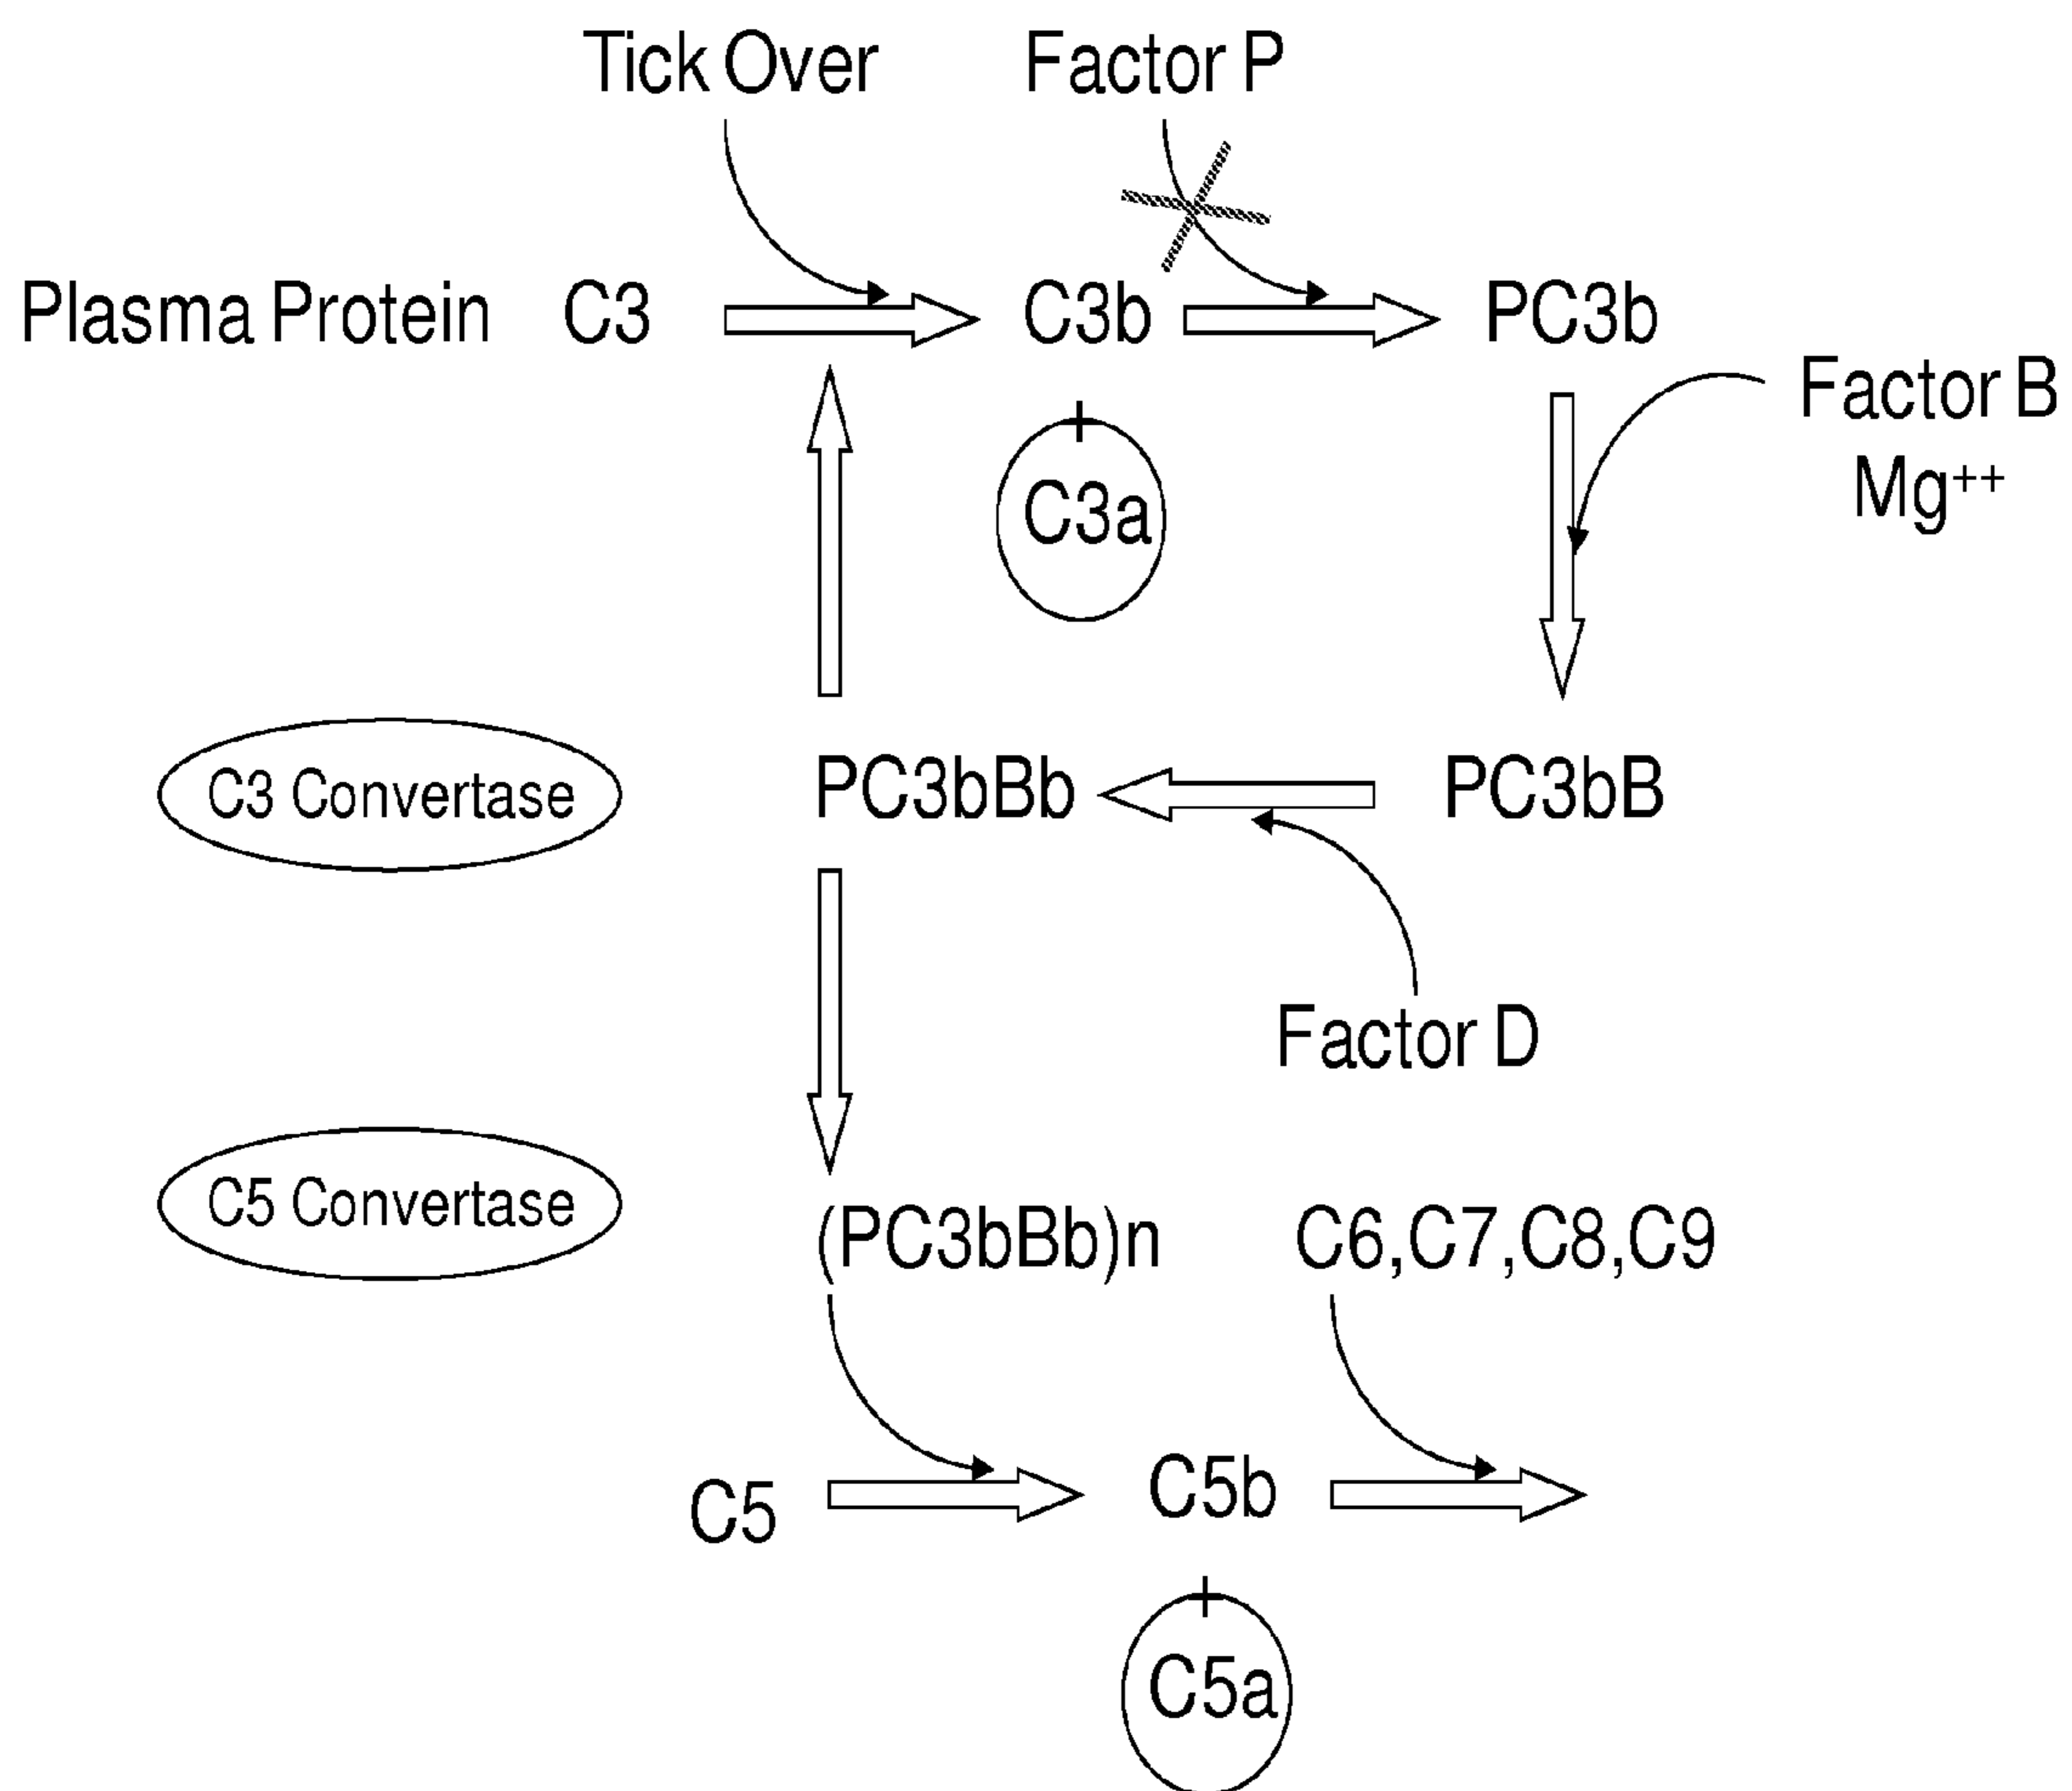 Tick Over Factor P
Plasma Protein C3 C3b PC3b
Factor B
Mg⁺⁺
+
C3a
C3 Convertase PC3bBb PC3bB
Factor D
C5 Convertase
(PC3bBb)n C6,C7,C8,C9
C5 C5b
+
C5a